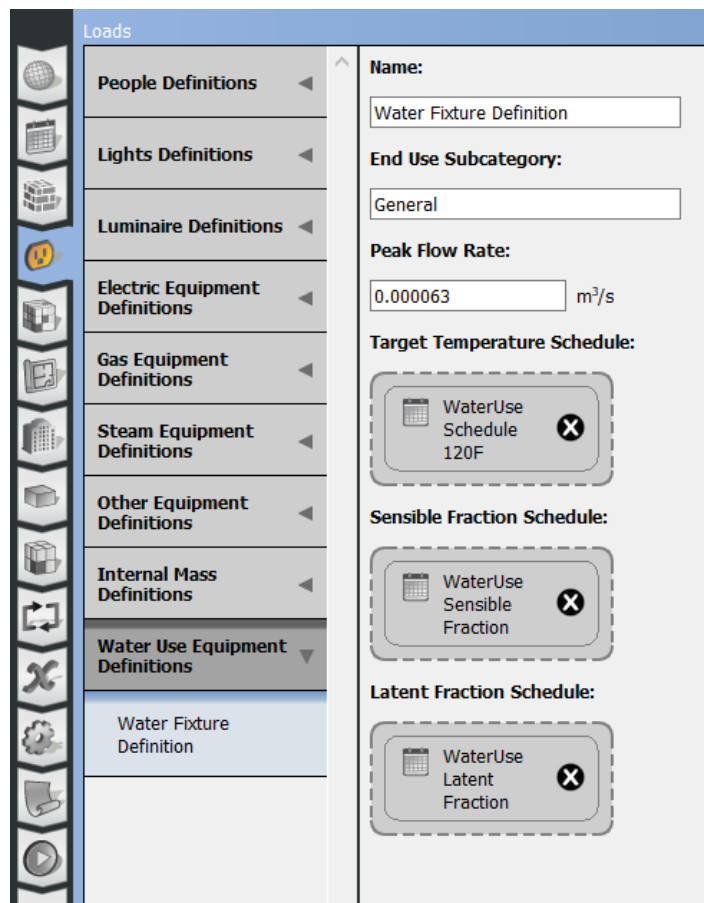 Loads
People Definitions
Lights Definitions
Luminaire Definitions
Electric Equipment
Definitions
Gas Equipment
Definitions
Steam Equipment
Definitions
Other Equipment
Definitions
Internal Mass
Definitions
Water Use Equipment
Definitions
Water Fixture
Definition
Name:
Water Fixture Definition
End Use Subcategory:
General
Peak Flow Rate:
0.000063 m³/s
Target Temperature Schedule:
WaterUse
Schedule
120F
Sensible Fraction Schedule:
WaterUse
Sensible
Fraction
Latent Fraction Schedule:
WaterUse
Latent
Fraction